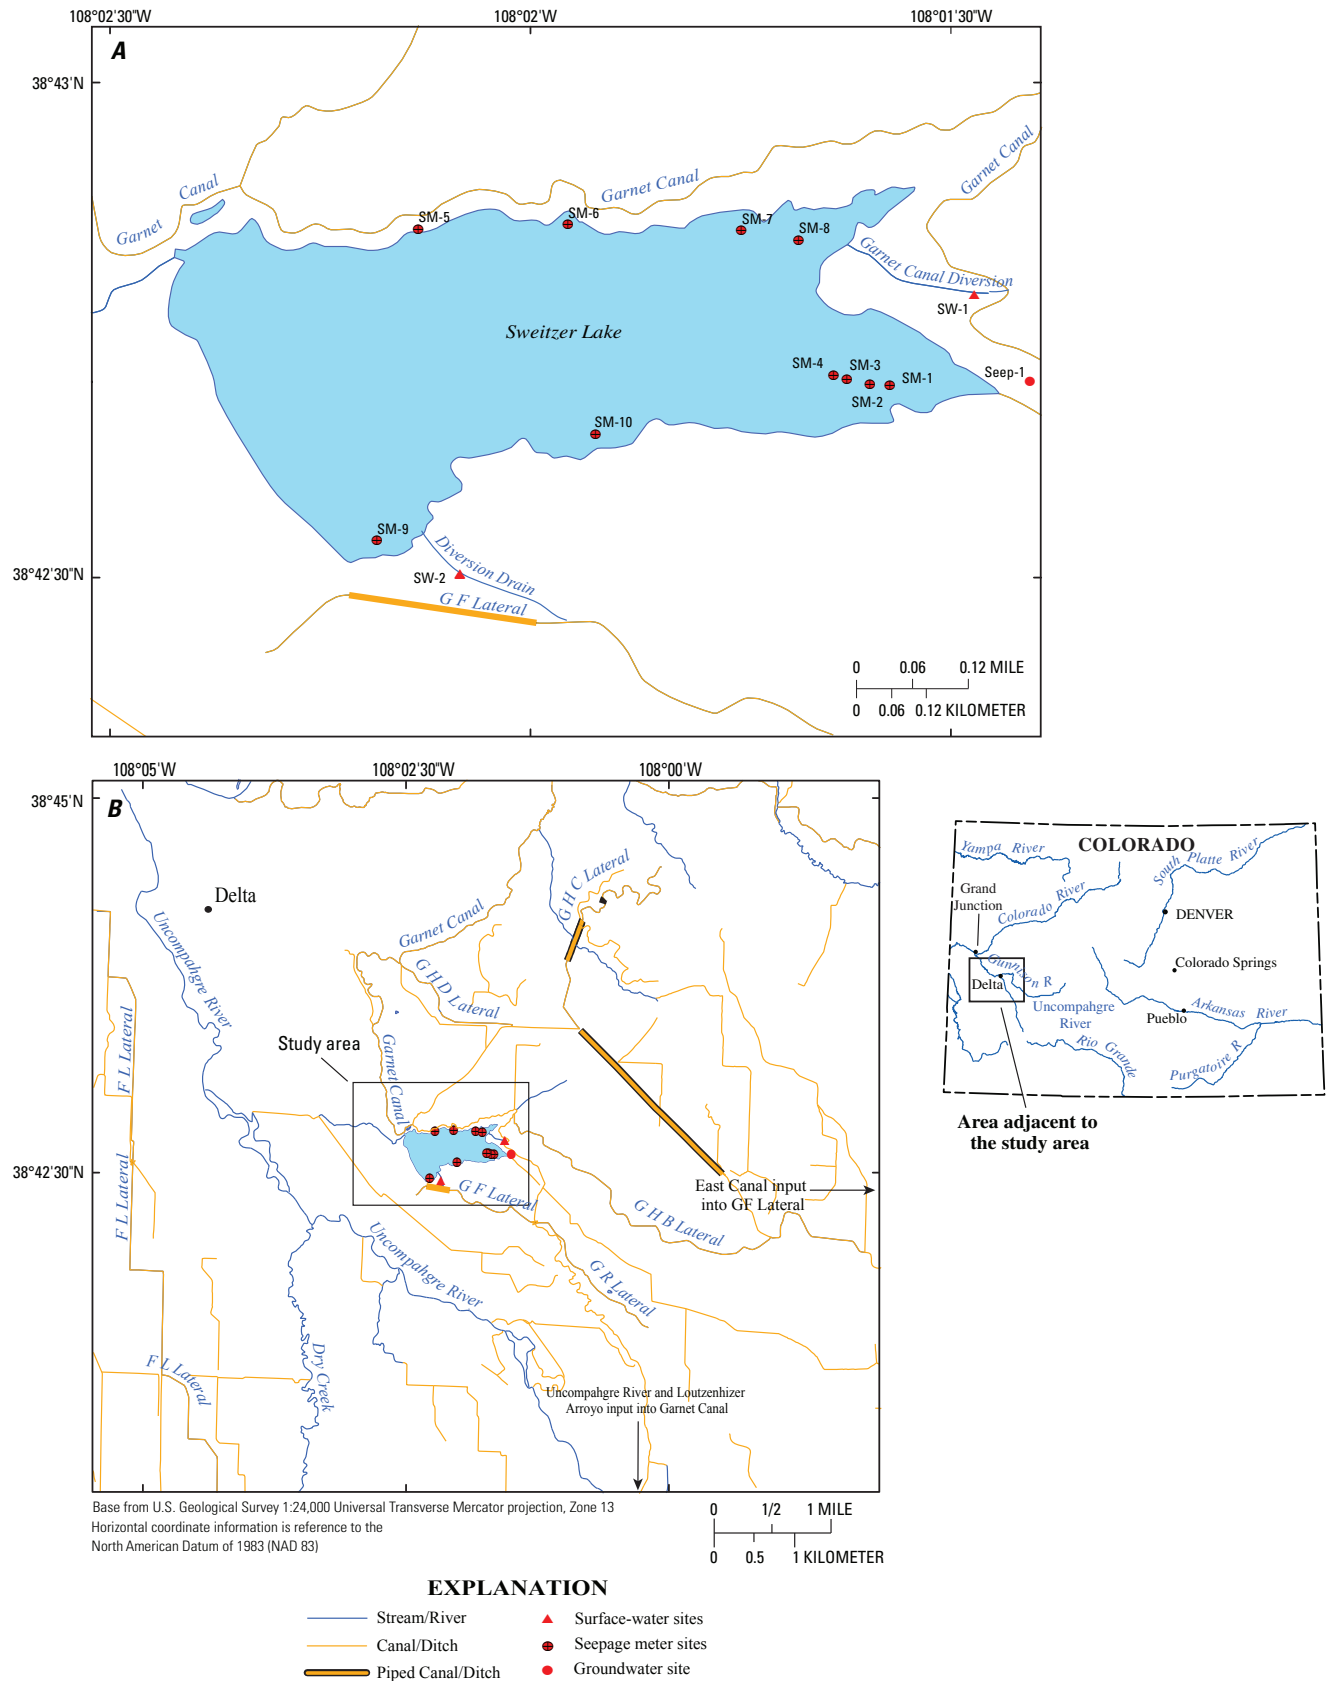 108°02'30"W
108°02'
108°01'30"
A
38°43'N
Garnet
Canal
Garnet Canal
Garnet Canal
SM-5
SM-6
SM-7
SM-8
Garnet Canal Diversion
SW-1
Sweitzer Lake
SM-4
SM-3
SM-1
SM-2
Seep-1
SM-10
SM-9
Diversion Drain
SW-2
G F Lateral
38°42'30"N
0 0.06 0.12 MILE
0 0.06 0.12 KILOMETER
108°05'W
108°02'30"W
108°00'W
B
38°45'N
Delta
Uncompahgre River
Garnet Canal
G H C Lateral
G H D Lateral
F L Lateral
Study area
Garnet Canal
38°42'30"N
F L Lateral
G F Lateral
East Canal input
into GF Lateral
G H B Lateral
Uncompahgre River
G R Lateral
Dry Creek
F L Lateral
Uncompahgre River and Loutzenhizer
Arroyo input into Garnet Canal
COLORADO
Yampa River
South Platte River
Grand
Junction
Colorado River
DENVER
Gunnison R
Colorado Springs
Delta
Uncompahgre
River
Arkansas River
Pueblo
Rio Grande
Purgatoire R
Area adjacent to
the study area
Base from U.S. Geological Survey 1:24,000 Universal Transverse Mercator projection, Zone 13
Horizontal coordinate information is reference to the
North American Datum of 1983 (NAD 83)
0 1/2 1 MILE
0 0.5 1 KILOMETER
EXPLANATION
Stream/River
Canal/Ditch
Piped Canal/Ditch
Surface-water sites
Seepage meter sites
Groundwater site